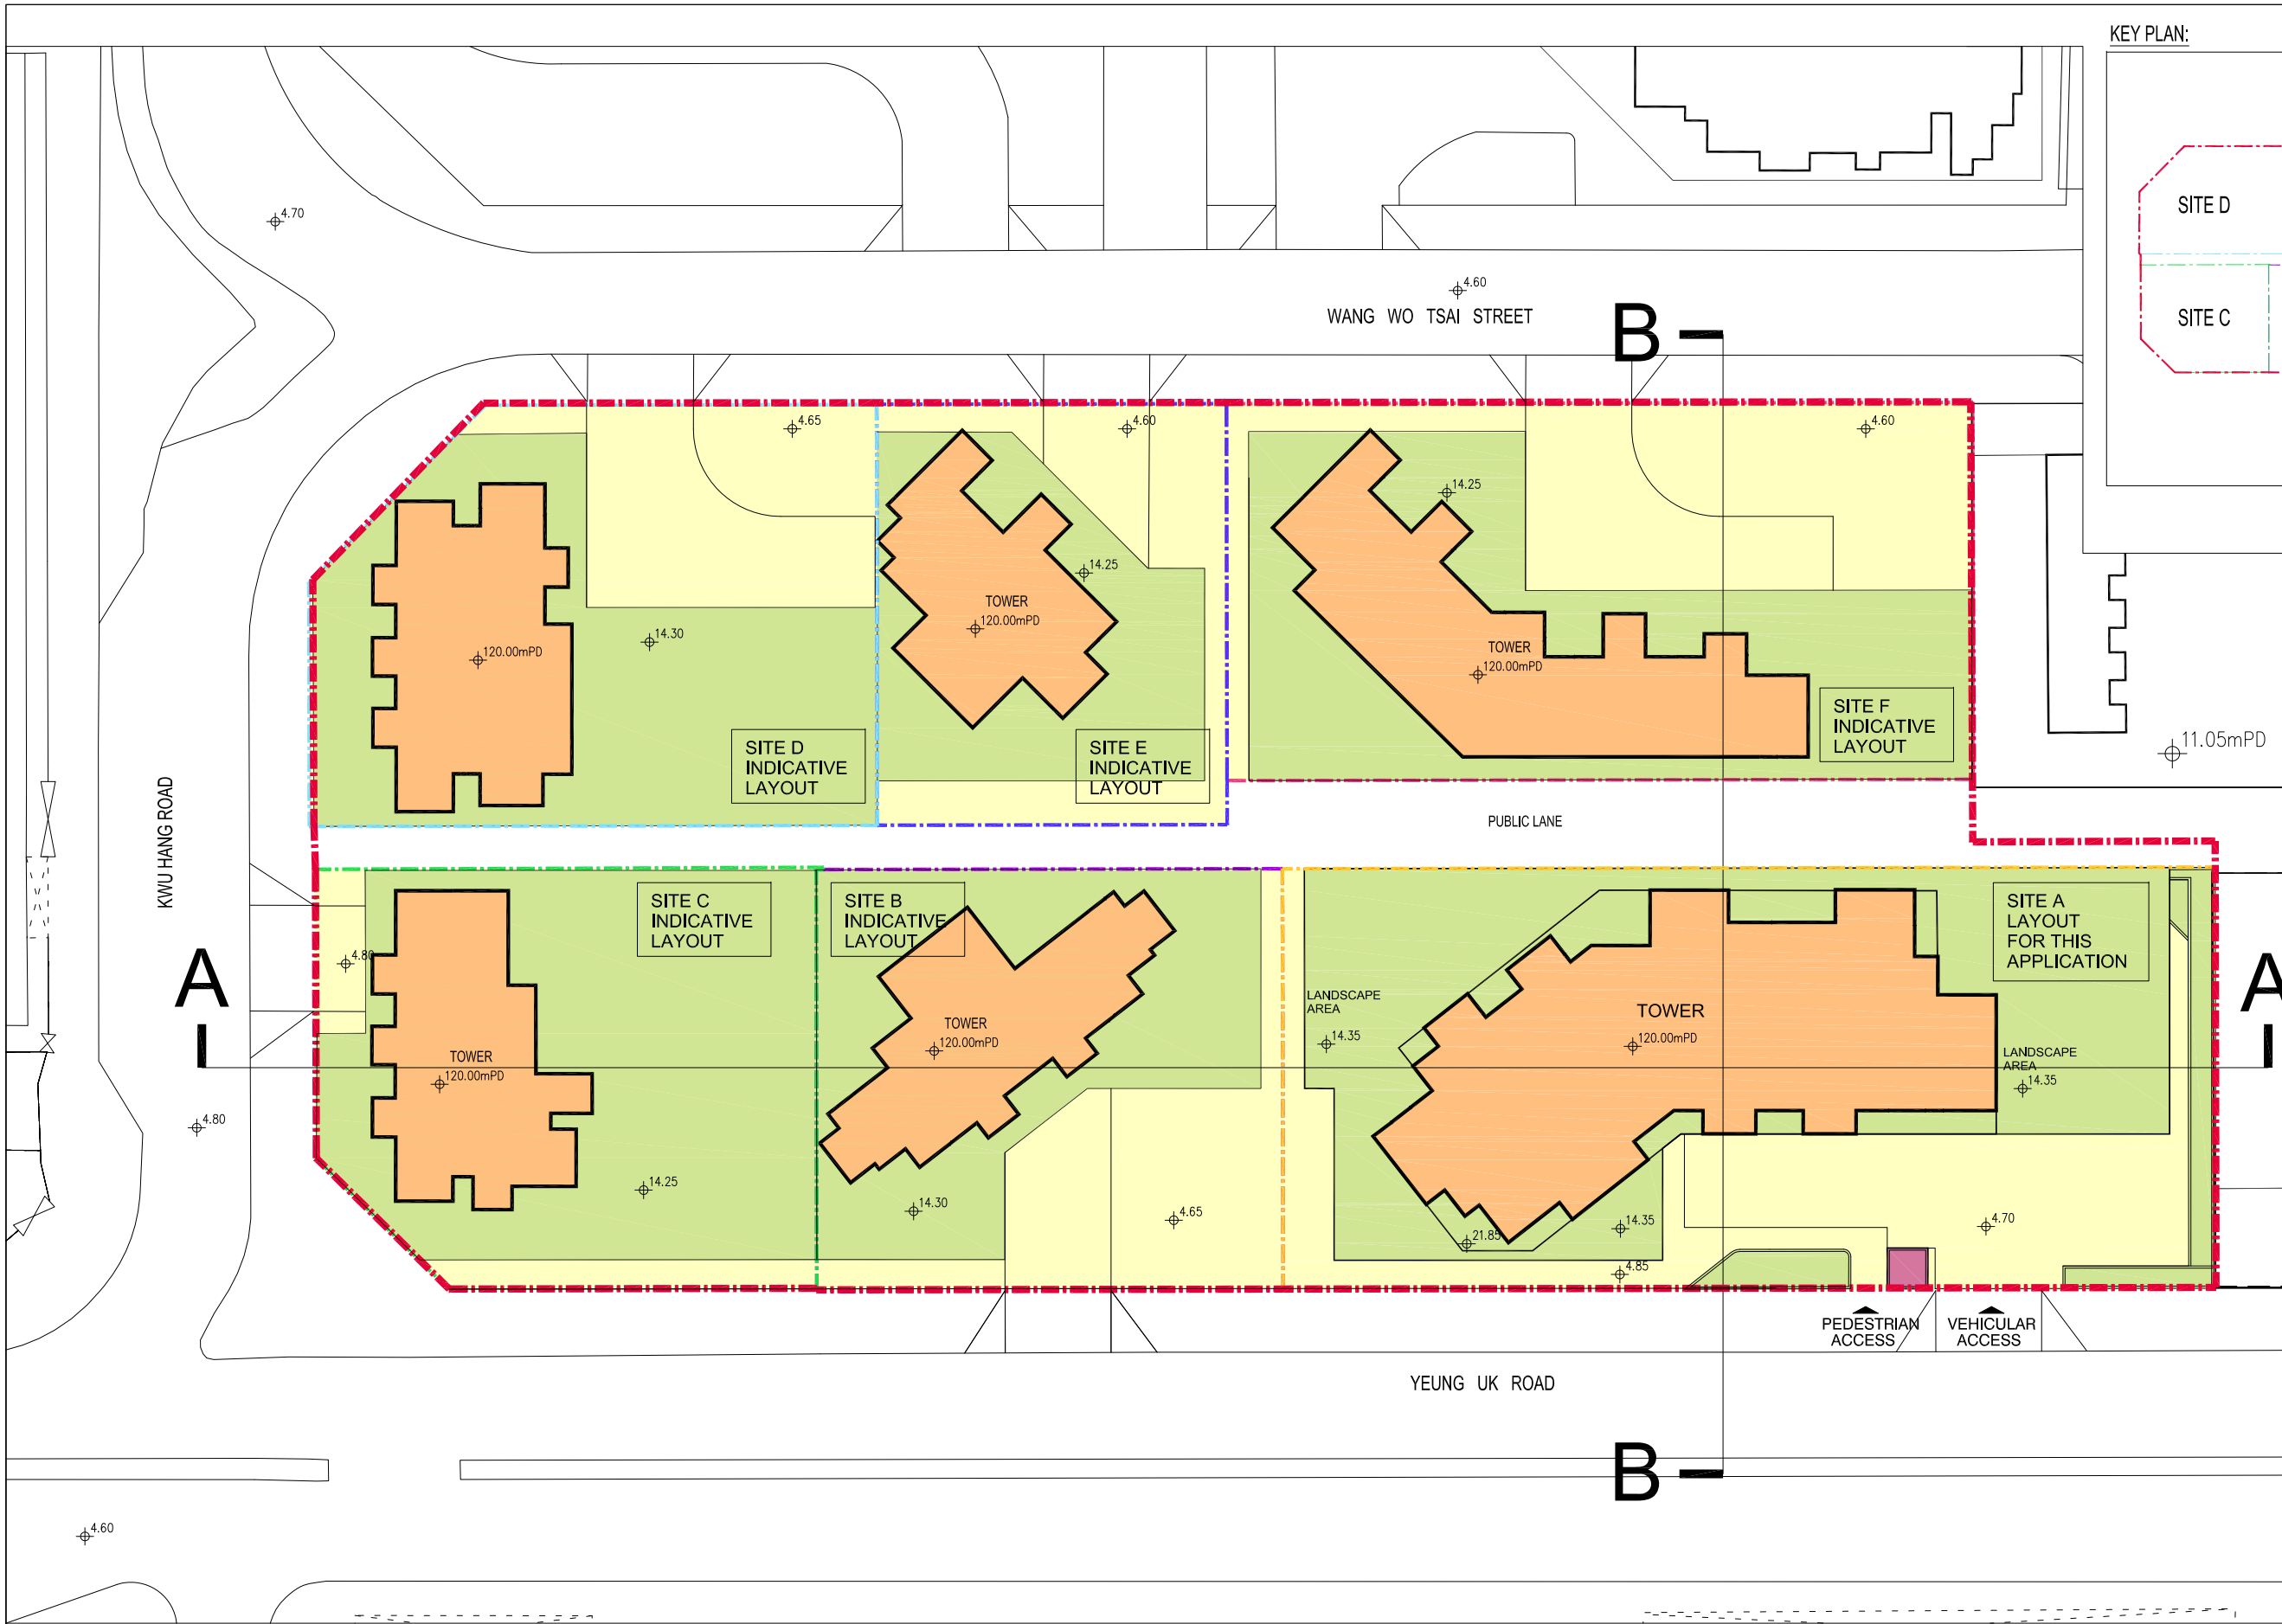 KEY PLAN:
SITE D
SITE C
4.70
4.60
WANG WO TSAI STREET
B
4.65
4.60
4.60
14.25
14.25
TOWER
120.00mPD
14.30
120.00mPD
TOWER
120.00mPD
SITE D
INDICATIVE
LAYOUT
SITE E
INDICATIVE
LAYOUT
SITE F
INDICATIVE
LAYOUT
11.05mPD
KWU HANG ROAD
PUBLIC LANE
SITE C
INDICATIVE
LAYOUT
SITE B
INDICATIVE
LAYOUT
SITE A
LAYOUT
FOR THIS
APPLICATION
4.80
A
A
LANDSCAPE
AREA
14.35
TOWER
120.00mPD
TOWER
120.00mPD
TOWER
120.00mPD
LANDSCAPE
AREA
14.35
4.80
14.25
14.30
4.65
21.85
14.35
4.70
4.85
PEDESTRIAN
ACCESS
VEHICULAR
ACCESS
YEUNG UK ROAD
B
4.60